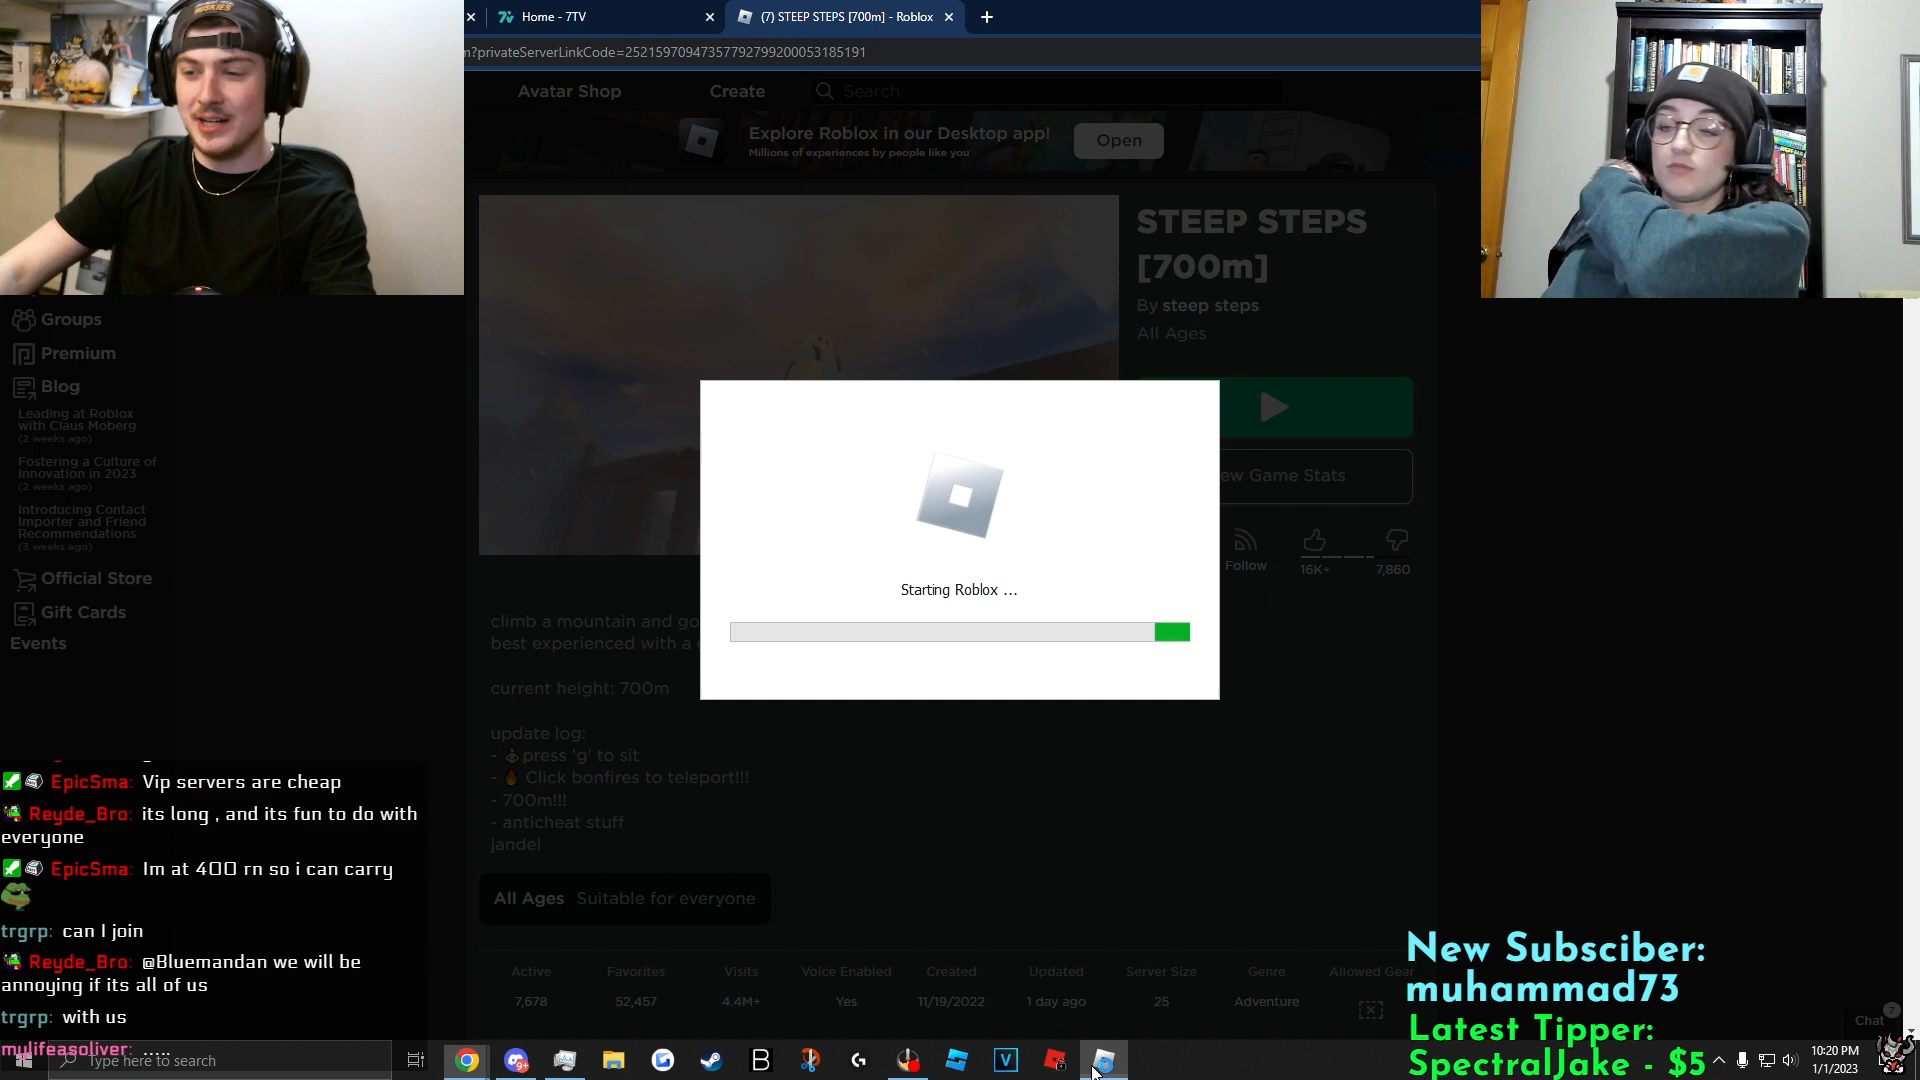 HUSKIES
Home - 7TV
(7) STEEP STEPS [700m] - Roblox
m?privateServerLinkCode=25215970947357792799200053185191
Avatar Shop
Create
Search
Explore Roblox in our Desktop app!
Millions of experiences by people like you
Open
STEEP STEPS
[700m]
By steep steps
All Ages
Groups
Premium
Blog
Leading at Roblox
with Claus Moberg
(2 weeks ago)
Fostering a Culture of
Innovation in 2023
(2 weeks ago)
Introducing Contact
Importer and Friend
Recommendations
(3 weeks ago)
Official Store
Gift Cards
Events
Starting Roblox ...
ew Game Stats
Follow
16K+
7,860
climb a mountain and go
best experienced with a
current height: 700m
update log:
- press 'g' to sit
- Click bonfires to teleport!!!
- 700m!!!
- anticheat stuff
jandel
All Ages Suitable for everyone
Active Favorites Visits Voice Enabled Created Updated Server Size Genre Allowed Gear
7,678 52,457 4.4M+ Yes 11/19/2022 1 day ago 25 Adventure
EpicSma: Vip servers are cheap
Reyde_Bro: its long , and its fun to do with
everyone
EpicSma: Im at 400 rn so i can carry
trgrp: can I join
Reyde_Bro: @Bluemandan we will be
annoying if its all of us
trgrp: with us
mulifeasoliver: .....
New Subsciber:
muhammad73
Latest Tipper:
SpectralJake - $5
Chat
7
Type here to search
9+
10:20 PM
1/1/2023